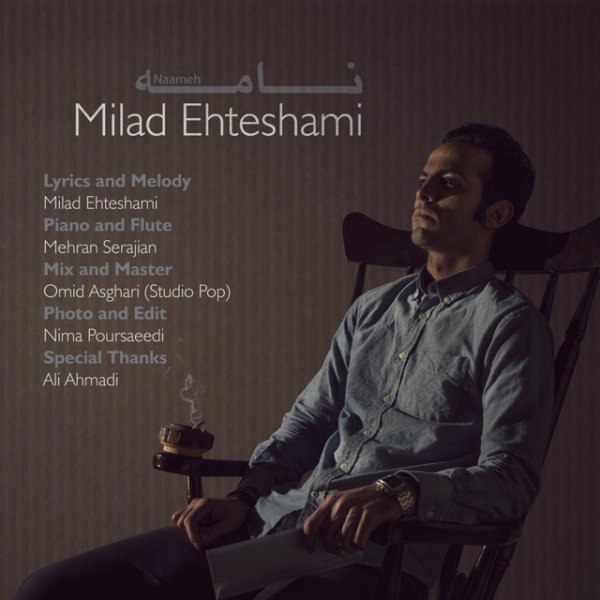 نامه
Naameh
Milad Ehteshami
Lyrics and Melody
Milad Ehteshami
Piano and Flute
Mehran Serajian
Mix and Master
Omid Asghari (Studio Pop)
Photo and Edit
Nima Poursaeedi
Special Thanks
Ali Ahmadi